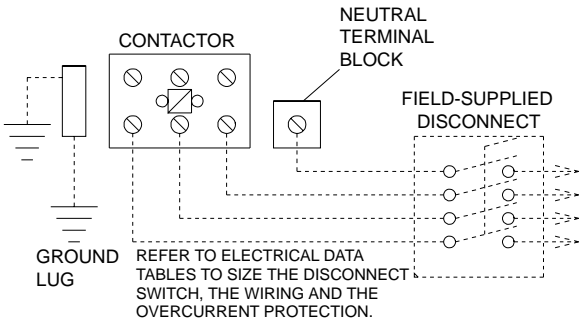 NEUTRAL
TERMINAL
BLOCK
CONTACTOR
FIELD-SUPPLIED
DISCONNECT
GROUND
LUG
REFER TO ELECTRICAL DATA
TABLES TO SIZE THE DISCONNECT
SWITCH, THE WIRING AND THE
OVERCURRENT PROTECTION.